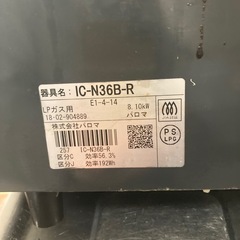 器具名： IC-N36B-R
E1-4-14
LPガス用 8.10kW
18-02-904889 パロマ
株式会社パロマ
257 IC-N36B-R
区分C 効率56.3%
区分J 効率192Wh
PS
LPG